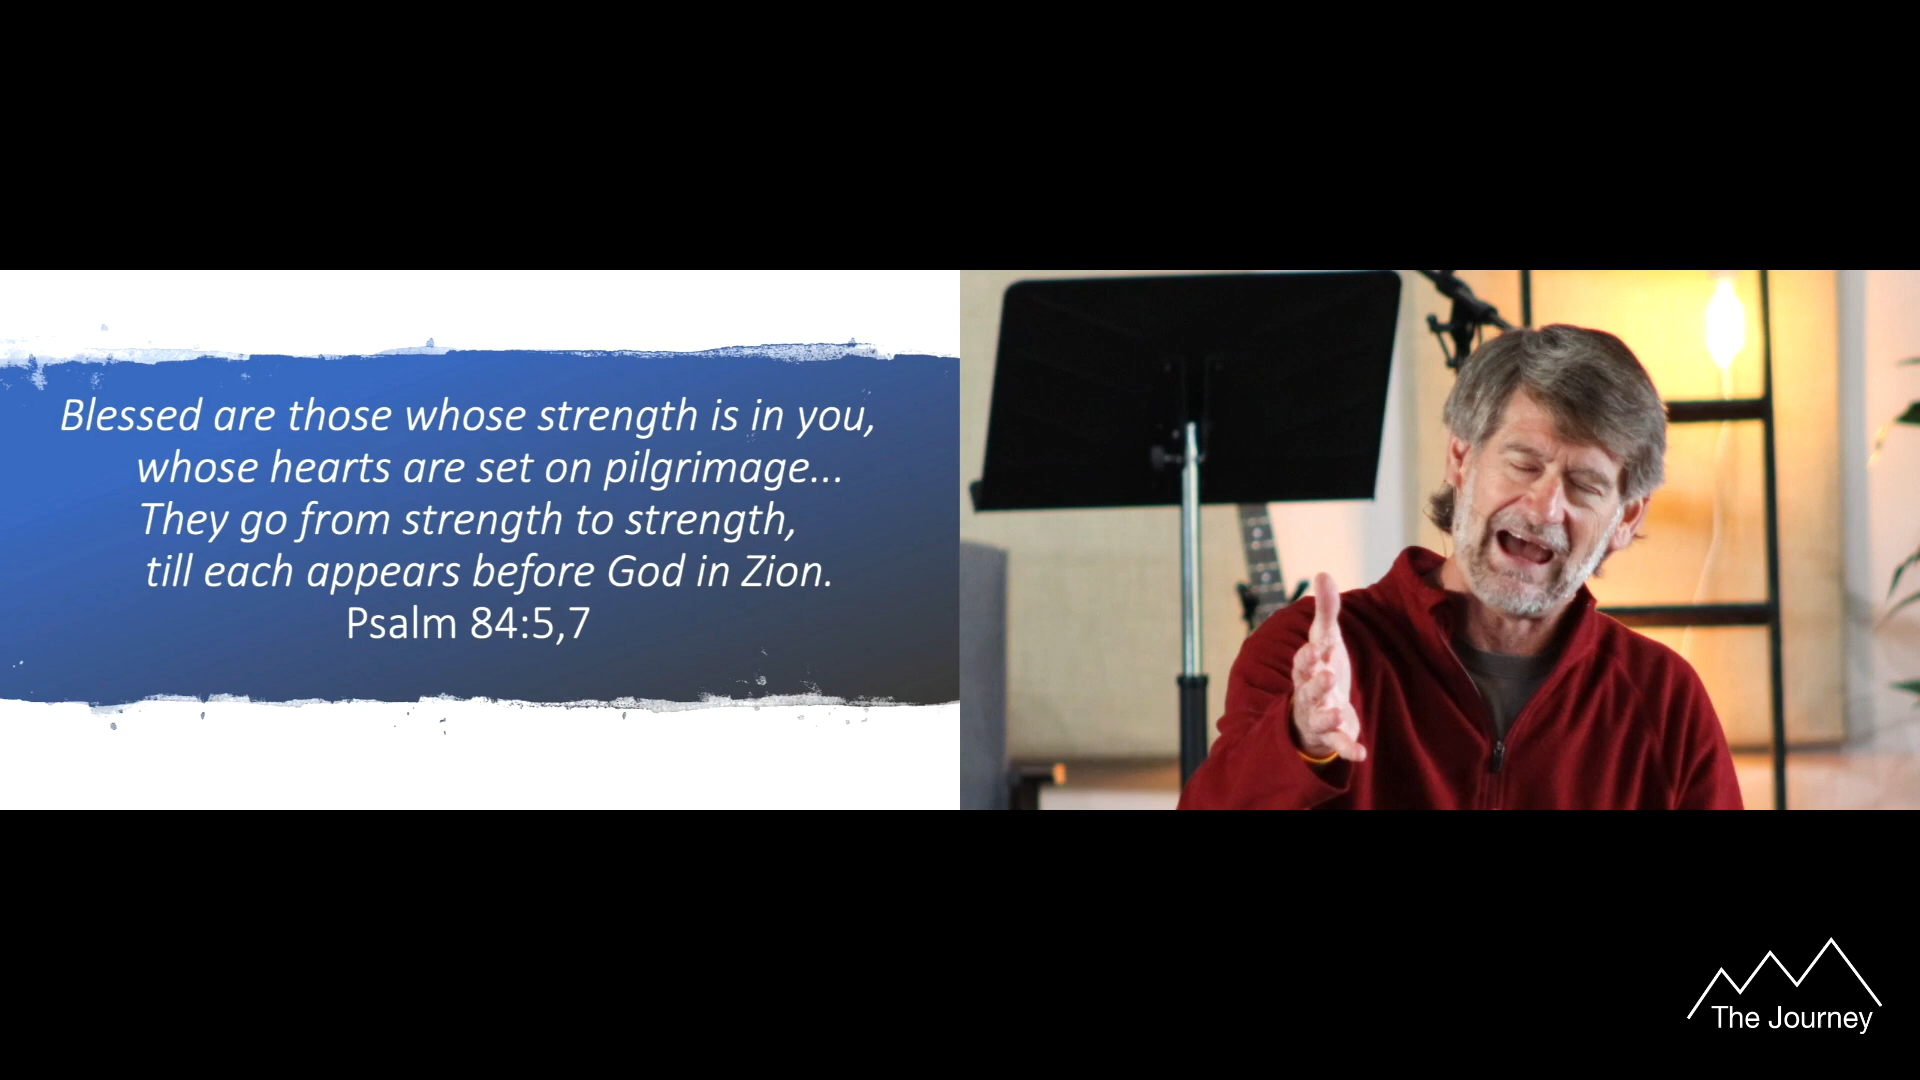 Blessed are those whose strength is in you,
whose hearts are set on pilgrimage...
They go from strength to strength,
till each appears before God in Zion.
Psalm 84:5,7
The Journey